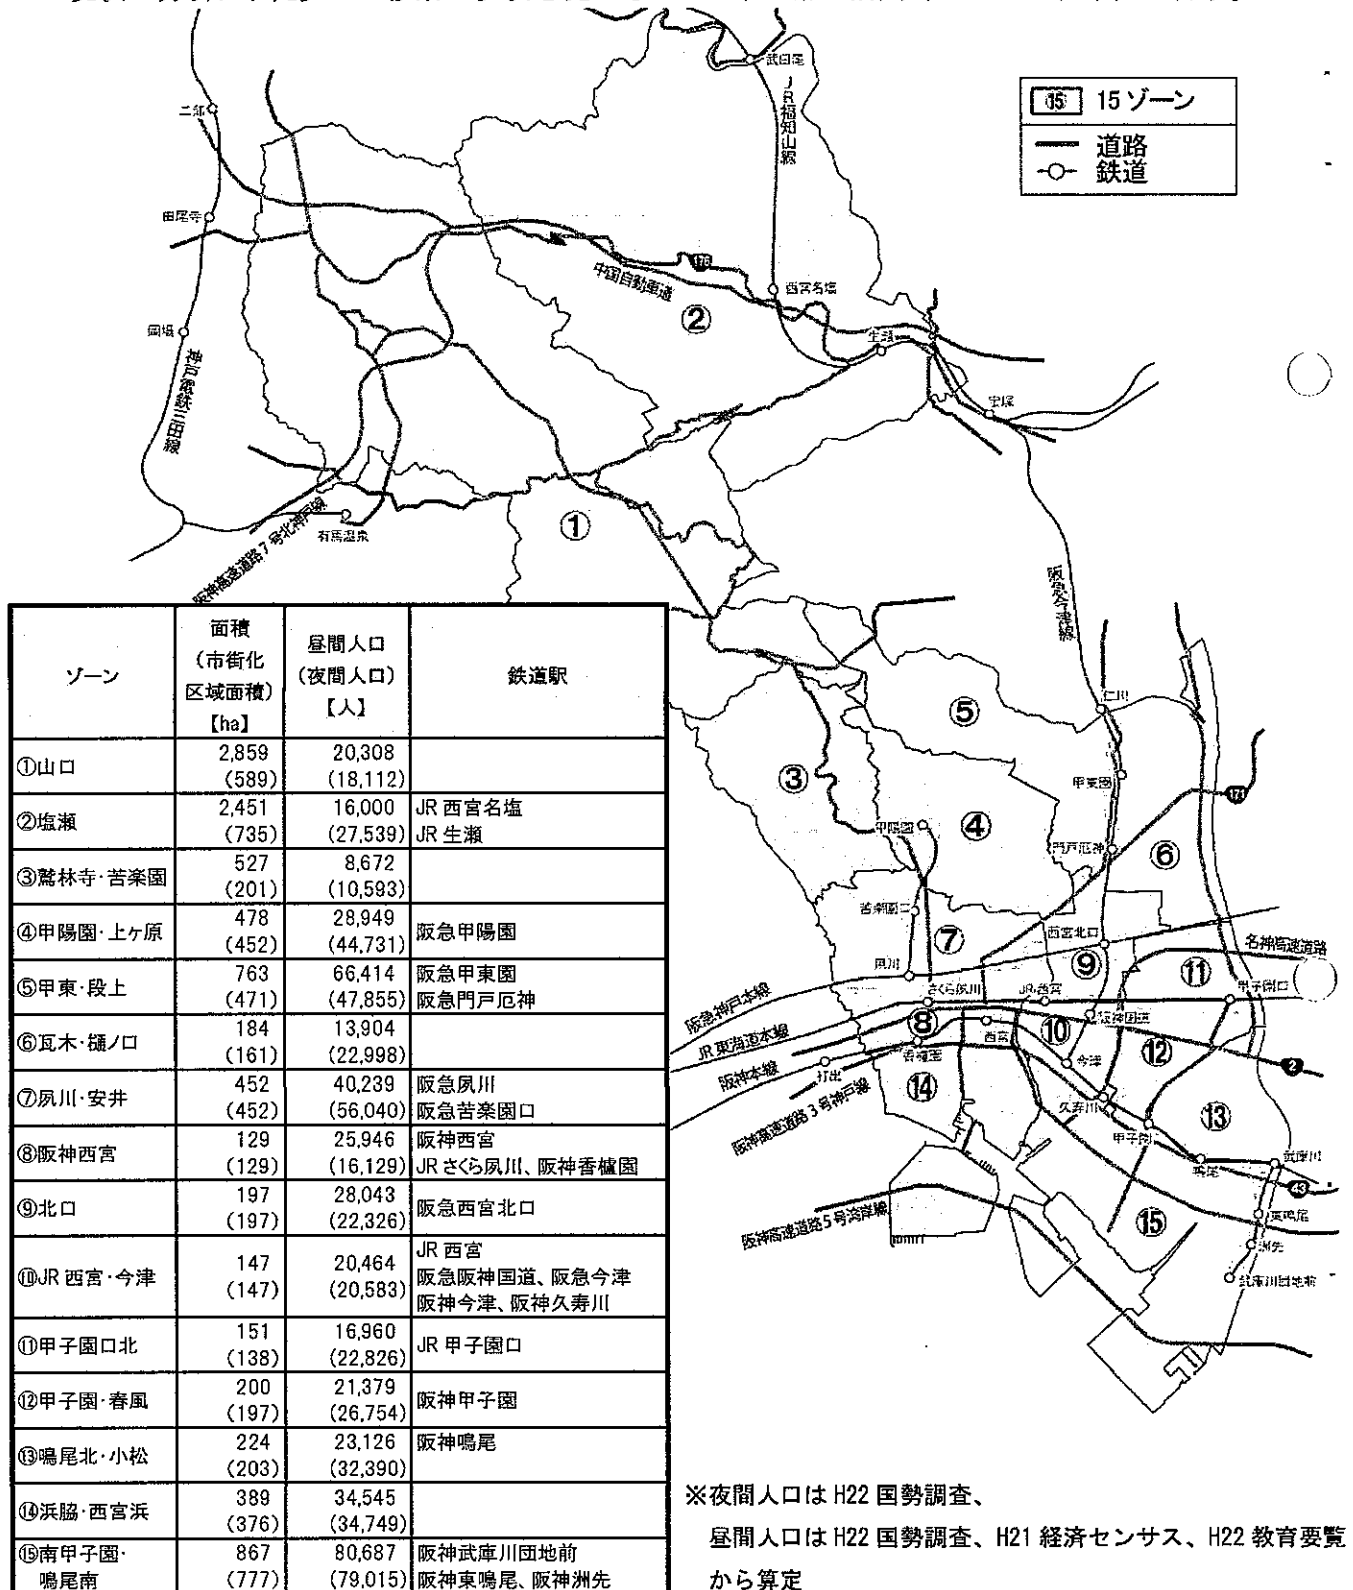 15 15ゾーン
道路
鉄道
武田尾
JR福知山線
二郎
田尾寺
岡場
神戸電鉄三田線
176
中国自動車道
西宮名塩
②
生瀬
宝塚
①
有馬温泉
阪神高速道路7号北神戸線
阪急今津線
仁川
⑤
甲東園
171
③
甲陽園
④
門戸厄神
⑥
苦楽園口
⑦
西宮北口
名神高速道路
夙川
⑨
⑪
さくら夙川
JR西宮
甲子園口
阪急神戸本線
JR東海道本線
阪神本線
阪神高速道路3号神戸線
⑧
西宮
阪神国道
⑩
⑫
香櫨園
打出
今津
2
⑭
久寿川
甲子園
⑬
鳴尾
武庫川
43
阪神高速道路5号湾岸線
⑮
東鳴尾
洲先
武庫川団地前
ゾーン 面積(市街化区域面積)【ha】 昼間人口(夜間人口)【人】 鉄道駅
①山口 2,859 (589) 20,308 (18,112)
②塩瀬 2,451 (735) 16,000 (27,539) JR西宮名塩 JR生瀬
③鷲林寺・苦楽園 527 (201) 8,672 (10,593)
④甲陽園・上ヶ原 478 (452) 28,949 (44,731) 阪急甲陽園
⑤甲東・段上 763 (471) 66,414 (47,855) 阪急甲東園 阪急門戸厄神
⑥瓦木・樋ノ口 184 (161) 13,904 (22,998)
⑦夙川・安井 452 (452) 40,239 (56,040) 阪急夙川 阪急苦楽園口
⑧阪神西宮 129 (129) 25,946 (16,129) 阪神西宮 JRさくら夙川、阪神香櫨園
⑨北口 197 (197) 28,043 (22,326) 阪急西宮北口
⑩JR西宮・今津 147 (147) 20,464 (20,583) JR西宮 阪急阪神国道、阪急今津 阪神今津、阪神久寿川
⑪甲子園口北 151 (138) 16,960 (22,826) JR甲子園口
⑫甲子園・春風 200 (197) 21,379 (26,754) 阪神甲子園
⑬鳴尾北・小松 224 (203) 23,126 (32,390) 阪神鳴尾
⑭浜脇・西宮浜 389 (376) 34,545 (34,749)
⑮南甲子園・鳴尾南 867 (777) 80,687 (79,015) 阪神武庫川団地前 阪神東鳴尾、阪神洲先
※夜間人口はH22国勢調査、
昼間人口はH22国勢調査、H21経済センサス、H22教育要覧
から算定